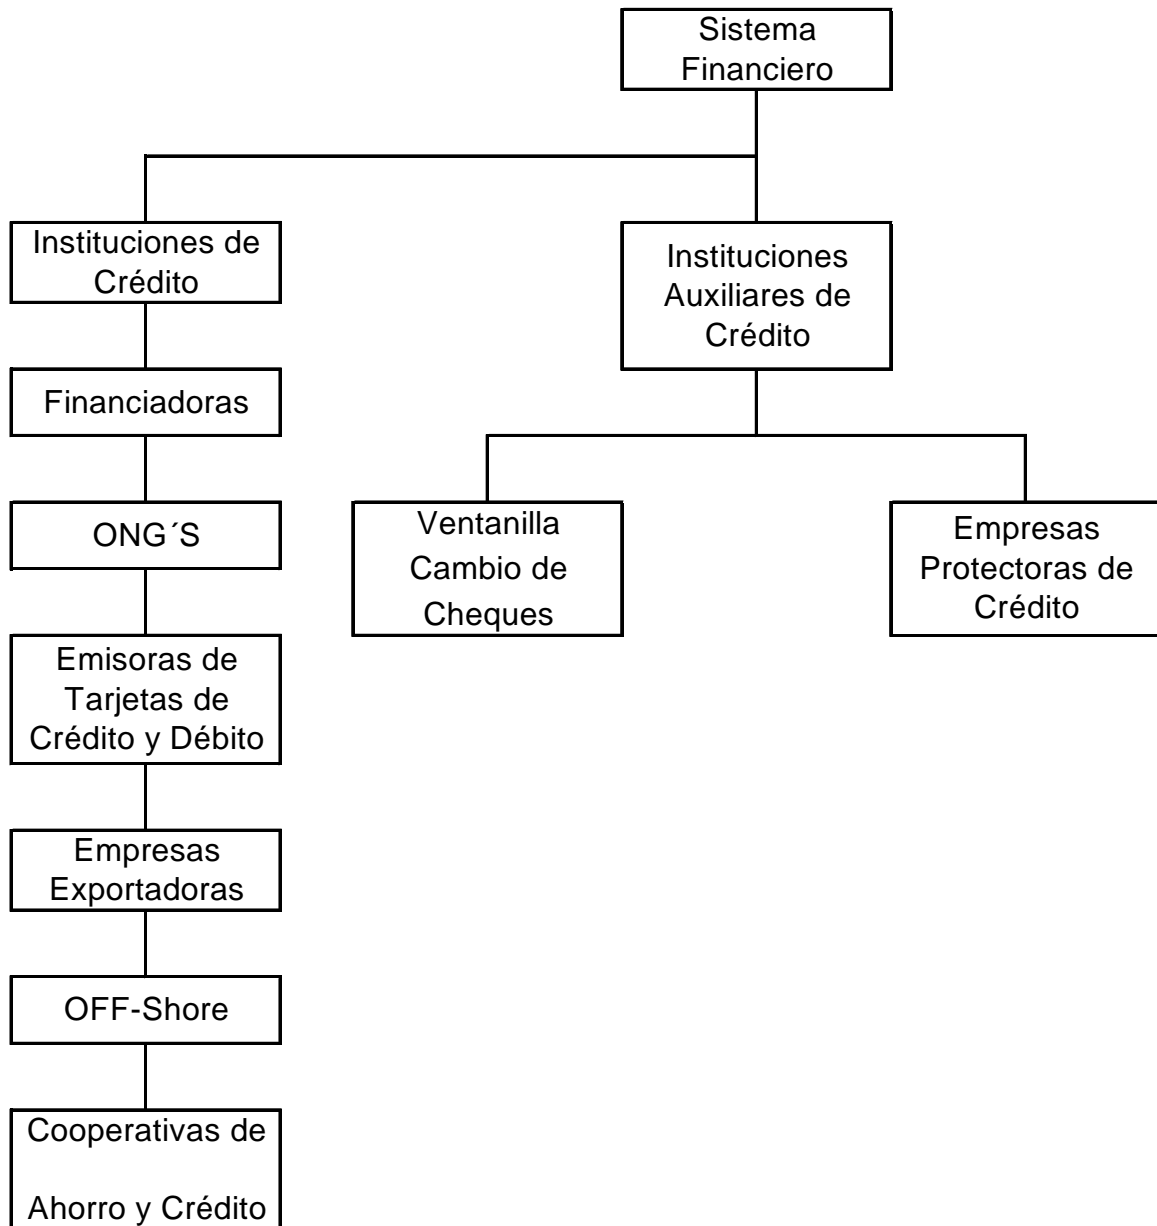 Sistema
Financiero
Instituciones de
Crédito
Instituciones
Auxiliares de
Crédito
Financiadoras
ONG´S
Ventanilla
Cambio de
Cheques
Empresas
Protectoras de
Crédito
Emisoras de
Tarjetas de
Crédito y Débito
Empresas
Exportadoras
OFF-Shore
Cooperativas de
Ahorro y Crédito